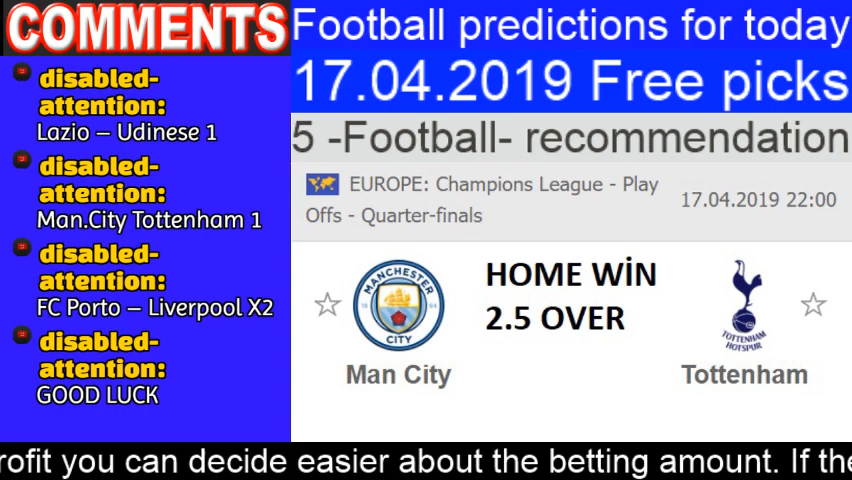 COMMENTS
disabled-
attention:
Lazio – Udinese 1
disabled-
attention:
Man.City Tottenham 1
disabled-
attention:
FC Porto – Liverpool X2
disabled-
attention:
GOOD LUCK
Football predictions for today
17.04.2019 Free picks
5 -Football- recommendation
EUROPE: Champions League - Play
Offs - Quarter-finals
17.04.2019 22:00
MANCHESTER
18 94
CITY
HOME WİN
2.5 OVER
TOTTENHAM
HOTSPUR
Man City
Tottenham
rofit you can decide easier about the betting amount. If the